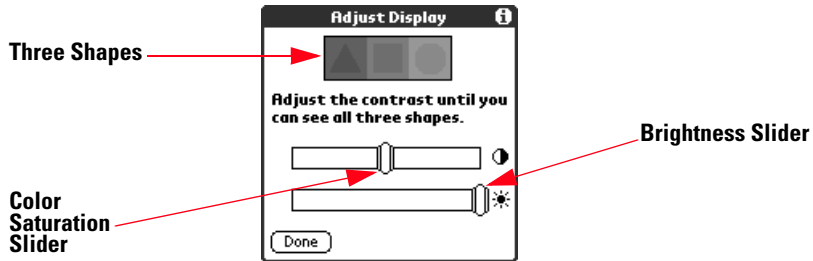 Adjust Display
Three Shapes
Adjust the contrast until you
can see all three shapes.
Brightness Slider
Color
Saturation
Slider
Done